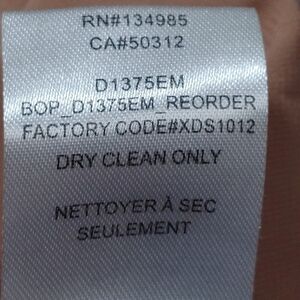 RN#134985
CA#50312
D1375EM
BOP_D1375EM_REORDER
FACTORY CODE#XDS1012
DRY CLEAN ONLY
NETTOYER À SEC
SEULEMENT